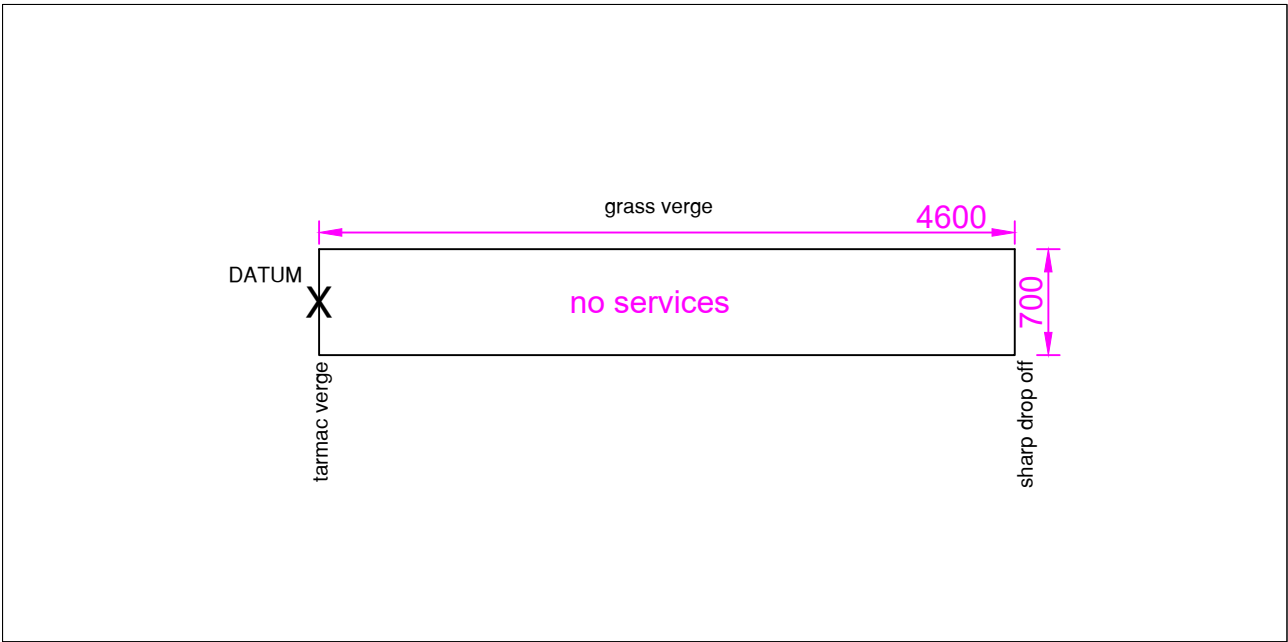 grass verge
4600
DATUM
X
no services
700
tarmac verge
sharp drop off